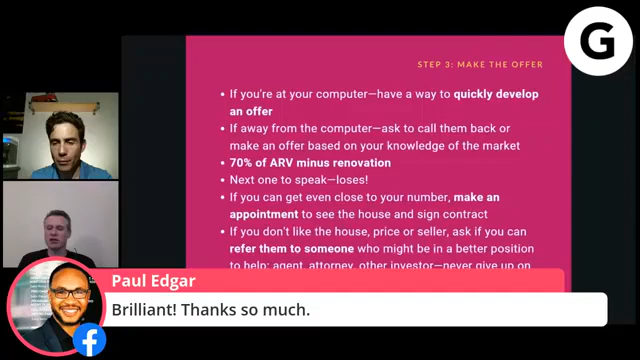 G
STEP 3: MAKE THE OFFER
• If you're at your computer—have a way to quickly develop
an offer
• If away from the computer—ask to call them back or
make an offer based on your knowledge of the market
• 70% of ARV minus renovation
• Next one to speak—loses!
• If you can get even close to your number, make an
appointment to see the house and sign contract
• If you don't like the house, price or seller, ask if you can
refer them to someone who might be in a better position
to help: agent, attorney, other investor—never give up on
Paul Edgar
Brilliant! Thanks so much.